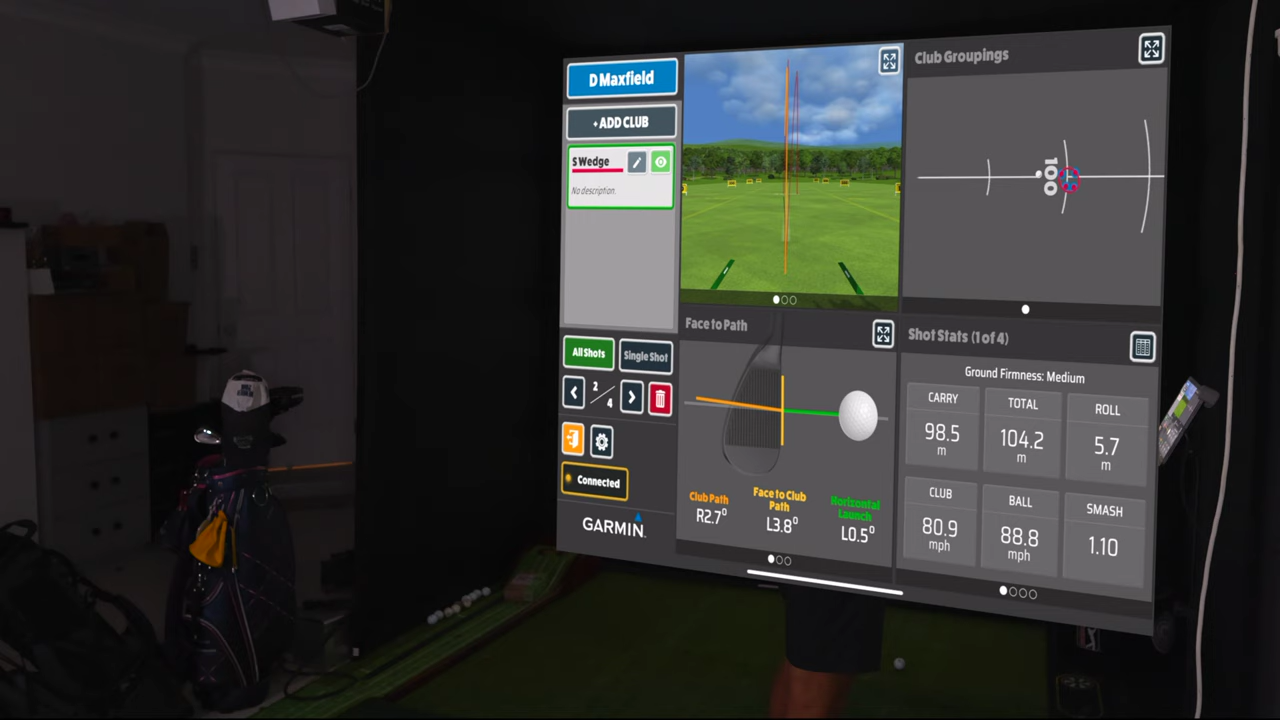 D Maxfield
+ ADD CLUB
S Wedge
No description.
All Shots
Single Shot
2/4
Connected
GARMIN
Club Groupings
100
Face to Path
Club Path
R2.7°
Face to Club
Path
L3.8°
Horizontal
Launch
L0.5°
Shot Stats (1 of 4)
Ground Firmness: Medium
CARRY
98.5
m
TOTAL
104.2
m
ROLL
5.7
m
CLUB
80.9
mph
BALL
88.8
mph
SMASH
1.10